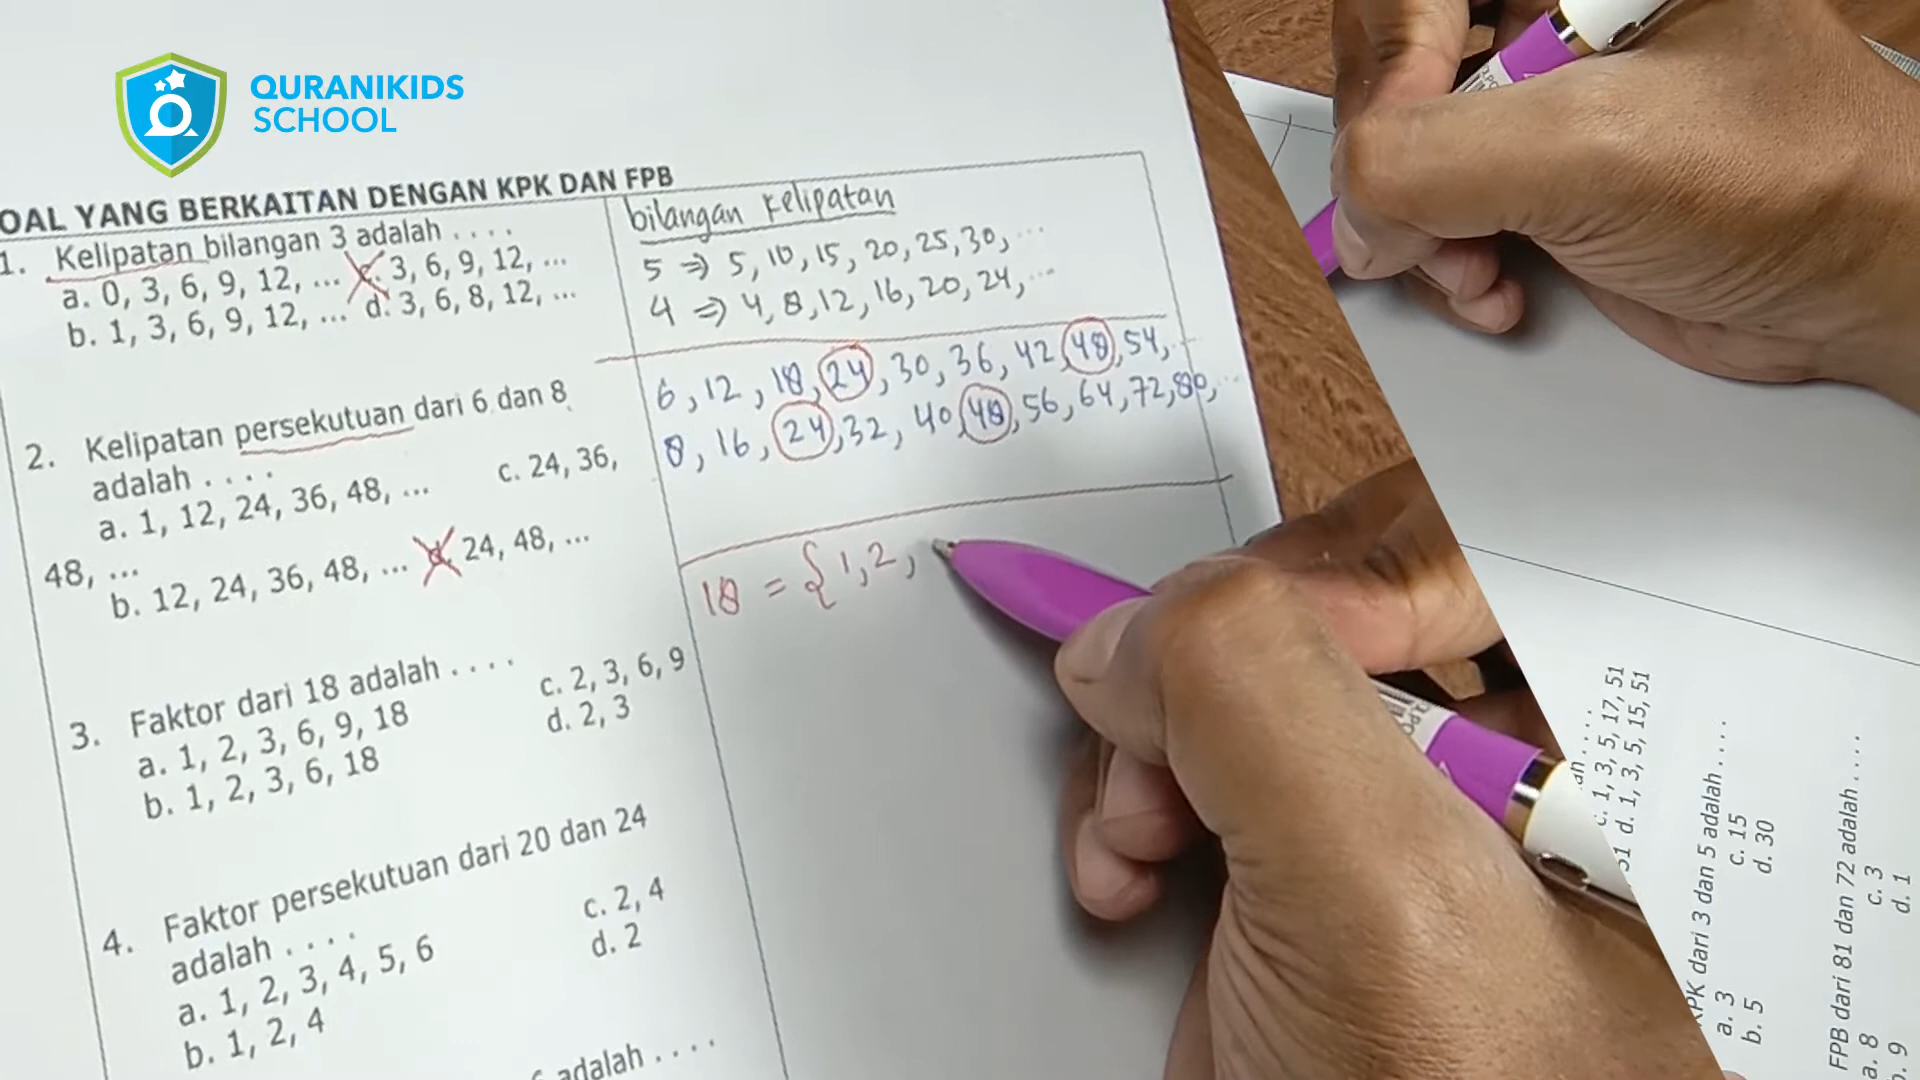 QURANIKIDS
SCHOOL
OAL YANG BERKAITAN DENGAN KPK DAN FPB
1. Kelipatan bilangan 3 adalah . . . .
a. 0, 3, 6, 9, 12, ... c. 3, 6, 9, 12, ...
b. 1, 3, 6, 9, 12, ... d. 3, 6, 8, 12, ...
2. Kelipatan persekutuan dari 6 dan 8
adalah . . . .
a. 1, 12, 24, 36, 48, ... c. 24, 36,
48, ...
b. 12, 24, 36, 48, ... d. 24, 48, ...
3. Faktor dari 18 adalah . . . .
a. 1, 2, 3, 6, 9, 18 c. 2, 3, 6, 9
b. 1, 2, 3, 6, 18 d. 2, 3
4. Faktor persekutuan dari 20 dan 24
adalah . . . .
a. 1, 2, 3, 4, 5, 6 c. 2, 4
b. 1, 2, 4 d. 2
adalah . . . .
bilangan kelipatan
5 => 5, 10, 15, 20, 25, 30, ...
4 => 4, 8, 12, 16, 20, 24, ...
6, 12, 18, 24, 30, 36, 42, 48, 54, ...
8, 16, 24, 32, 40, 48, 56, 64, 72, 80, ...
18 = { 1, 2,
c. 1, 3, 5, 17, 51
51 d. 1, 3, 5, 15, 51
KPK dari 3 dan 5 adalah . . . .
a. 3 c. 15
b. 5 d. 30
FPB dari 81 dan 72 adalah . . . .
a. 8 c. 3
9 d. 1